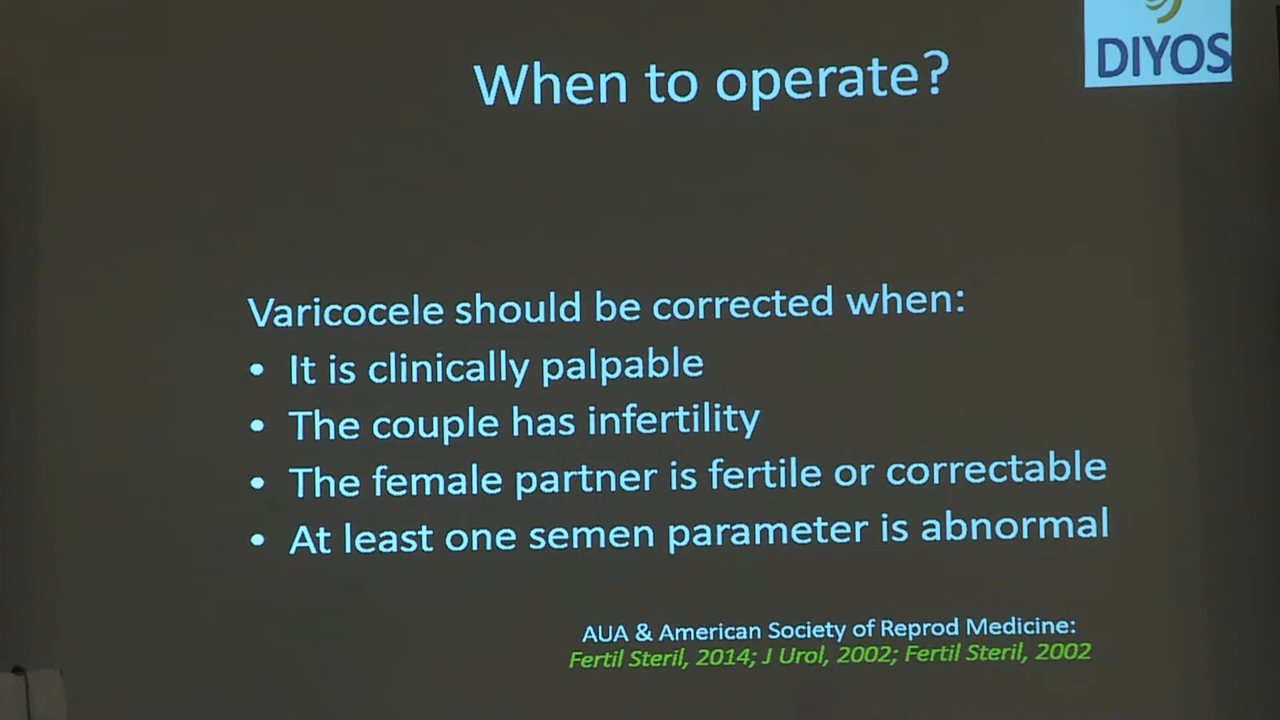 DIYOS
When to operate?
Varicocele should be corrected when:
• It is clinically palpable
• The couple has infertility
• The female partner is fertile or correctable
• At least one semen parameter is abnormal
AUA & American Society of Reprod Medicine:
Fertil Steril, 2014; J Urol, 2002; Fertil Steril, 2002